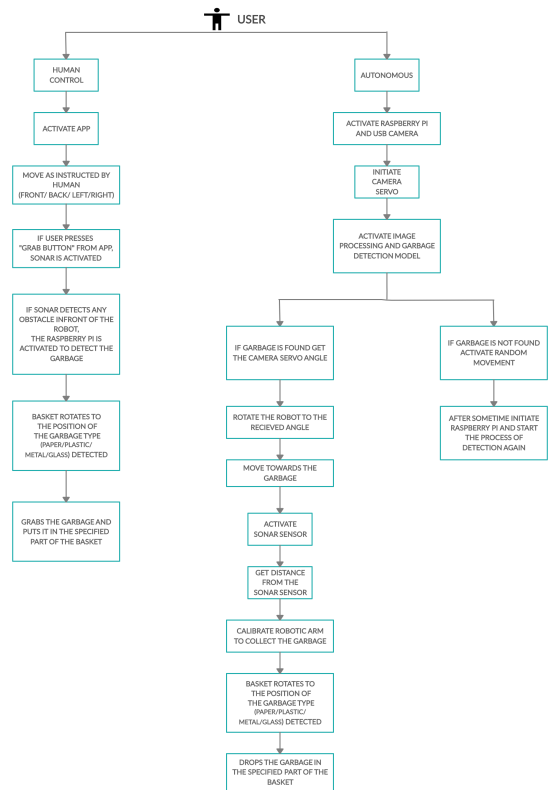 USER
HUMAN
CONTROL
ACTIVATE APP
MOVE AS INSTRUCTED BY
HUMAN
(FRONT/ BACK/ LEFT/RIGHT)
IF USER PRESSES
"GRAB BUTTON" FROM APP,
SONAR IS ACTIVATED
IF SONAR DETECTS ANY
OBSTACLE INFRONT OF THE
ROBOT,
THE RASPBERRY PI IS
ACTIVATED TO DETECT THE
GARBAGE
BASKET ROTATES TO
THE POSITION OF
THE GARBAGE TYPE
(PAPER/PLASTIC/
METAL/GLASS) DETECTED
GRABS THE GARBAGE AND
PUTS IT IN THE SPECIFIED
PART OF THE BASKET
AUTONOMOUS
ACTIVATE RASPBERRY PI
AND USB CAMERA
INITIATE
CAMERA
SERVO
ACTIVATE IMAGE
PROCESSING AND GARBAGE
DETECTION MODEL
IF GARBAGE IS FOUND GET
THE CAMERA SERVO ANGLE
ROTATE THE ROBOT TO THE
RECIEVED ANGLE
MOVE TOWARDS THE
GARBAGE
ACTIVATE
SONAR SENSOR
GET DISTANCE
FROM THE
SONAR SENSOR
CALIBRATE ROBOTIC ARM
TO COLLECT THE GARBAGE
BASKET ROTATES TO
THE POSITION OF
THE GARBAGE TYPE
(PAPER/PLASTIC/
METAL/GLASS) DETECTED
DROPS THE GARBAGE IN
THE SPECIFIED PART OF THE
BASKET
IF GARBAGE IS NOT FOUND
ACTIVATE RANDOM
MOVEMENT
AFTER SOMETIME INITIATE
RASPBERRY PI AND START
THE PROCESS OF
DETECTION AGAIN